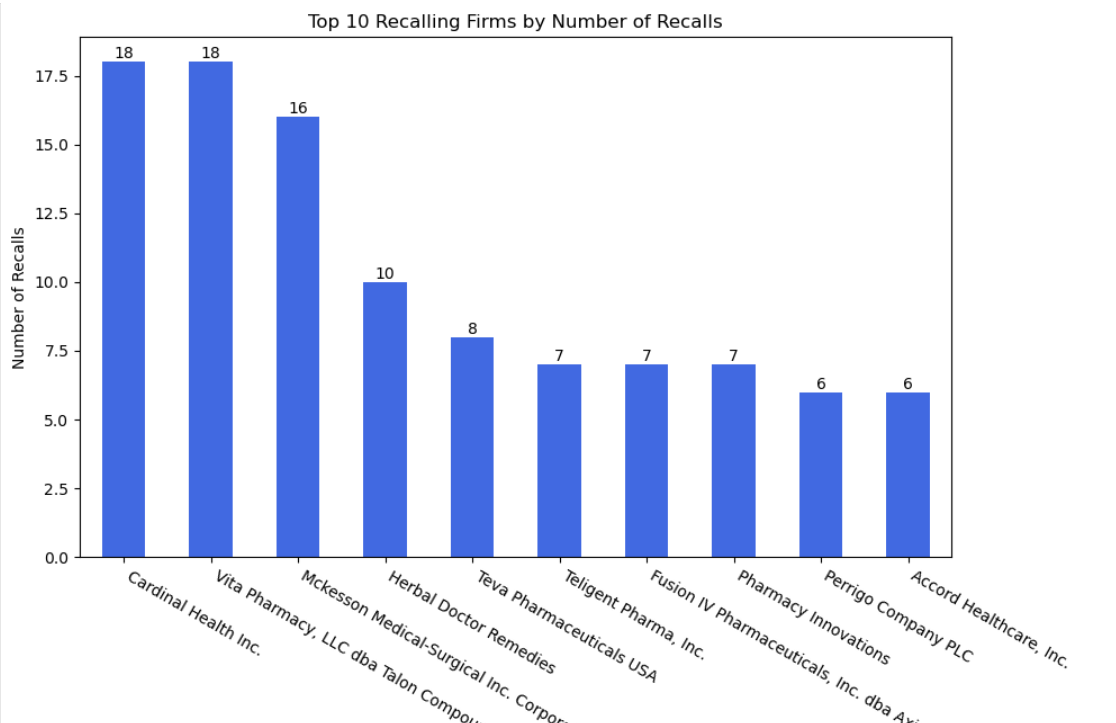 Top 10 Recalling Firms by Number of Recalls
18
18
16
10
8
7
7
7
6
6
17.5
15.0
12.5
10.0
7.5
5.0
2.5
0.0
Number of Recalls
Cardinal Health Inc.
Vita Pharmacy, LLC dba Talon
Mckesson Medical-Surgical Inc.
Herbal Doctor Remedies
Teva Pharmaceuticals USA
Teligent Pharma, Inc.
Fusion IV Pharmaceuticals, Inc. dba
Pharmacy Innovations
Perrigo Company PLC
Accord Healthcare, Inc.